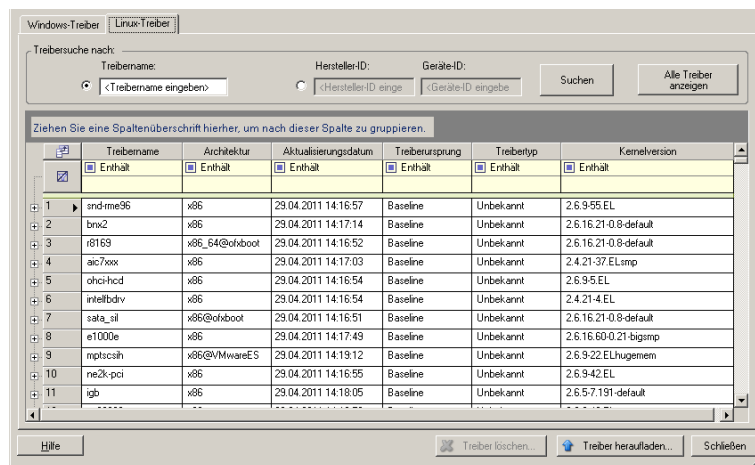 Windows-Treiber Linux-Treiber
Treibersuche nach:
Treibername: Hersteller-ID: Geräte-ID:
<Treibername eingeben> <Hersteller-ID einge <Geräte-ID eingebe Suchen Alle Treiber anzeigen
Ziehen Sie eine Spaltenüberschrift hierher, um nach dieser Spalte zu gruppieren.
Treibername Architektur Aktualisierungsdatum Treiberursprung Treibertyp Kernelversion
Enthält Enthält Enthält Enthält Enthält Enthält
1 snd-rme96 x86 29.04.2011 14:16:57 Baseline Unbekannt 2.6.9-55.EL
2 bnx2 x86 29.04.2011 14:17:14 Baseline Unbekannt 2.6.16.21-0.8-default
3 r8169 x86_64@ofxboot 29.04.2011 14:16:52 Baseline Unbekannt 2.6.16.21-0.8-default
4 aic7xxx x86 29.04.2011 14:17:03 Baseline Unbekannt 2.4.21-37.ELsmp
5 ohci-hcd x86 29.04.2011 14:16:54 Baseline Unbekannt 2.6.9-5.EL
6 intelfbdrv x86 29.04.2011 14:16:54 Baseline Unbekannt 2.4.21-4.EL
7 sata_sil x86@ofxboot 29.04.2011 14:16:51 Baseline Unbekannt 2.6.16.21-0.8-default
8 e1000e x86 29.04.2011 14:17:49 Baseline Unbekannt 2.6.16.60-0.21-bigsmp
9 mptscsih x86@VMwareES 29.04.2011 14:19:12 Baseline Unbekannt 2.6.9-22.ELhugemem
10 ne2k-pci x86 29.04.2011 14:16:55 Baseline Unbekannt 2.6.9-42.EL
11 igb x86 29.04.2011 14:18:05 Baseline Unbekannt 2.6.5-7.191-default
Hilfe Treiber löschen... Treiber heraufladen... Schließen